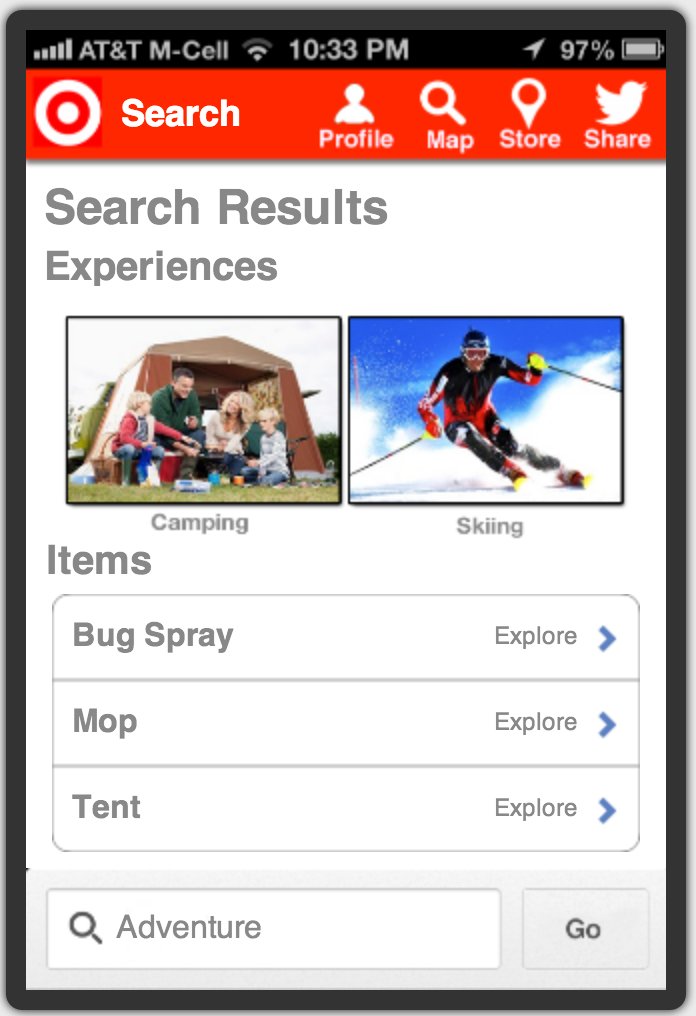 AT&T M-Cell 10:33 PM 97%
Search
Profile Map Store Share
Search Results
Experiences
Camping Skiing
Items
Bug Spray Explore
Mop Explore
Tent Explore
Adventure Go